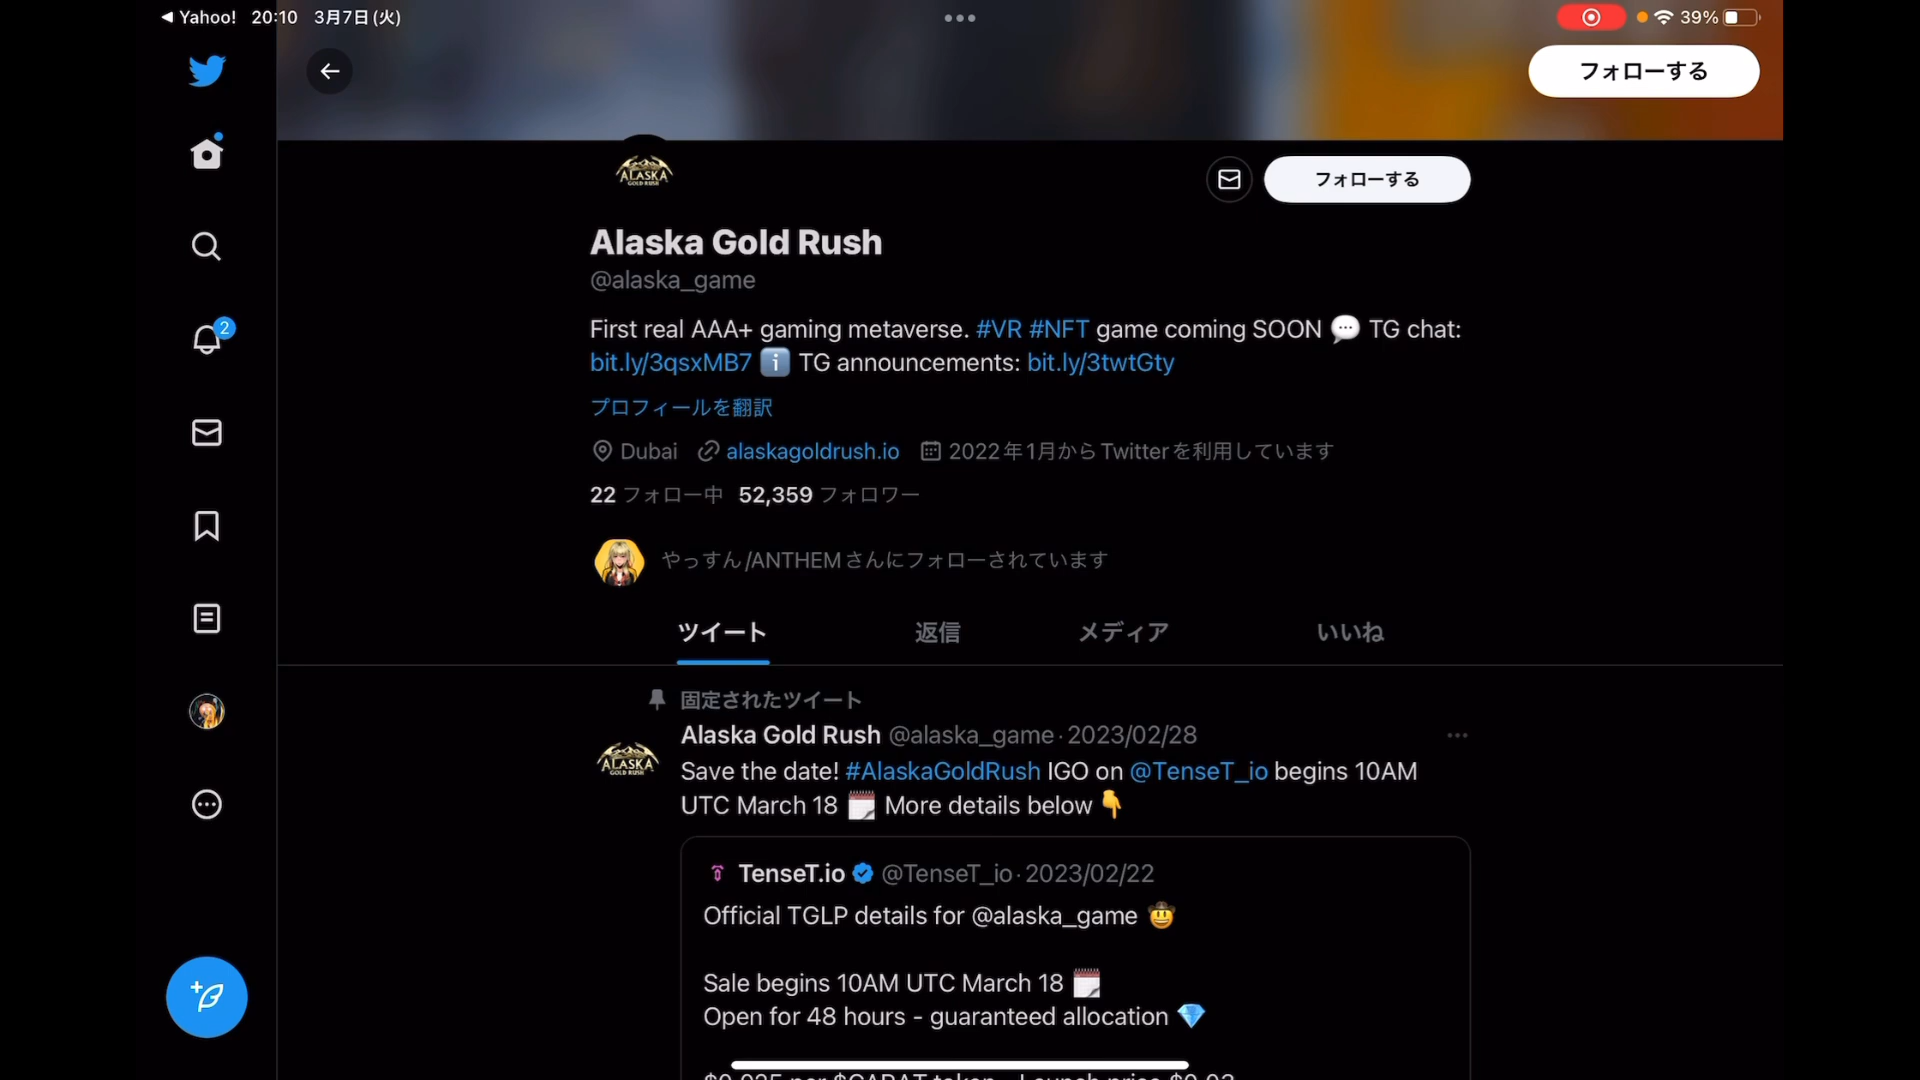 Yahoo! 20:10 3月7日(火)
39%
フォローする
ALASKA
GOLD RUSH
フォローする
Alaska Gold Rush
@alaska_game
First real AAA+ gaming metaverse. #VR #NFT game coming SOON 💬 TG chat:
bit.ly/3qsxMB7 ℹ️ TG announcements: bit.ly/3twtGty
プロフィールを翻訳
Dubai alaskagoldrush.io 2022年1月からTwitterを利用しています
22 フォロー中 52,359 フォロワー
やっすん/ANTHEMさんにフォローされています
ツイート 返信 メディア いいね
2
固定されたツイート
Alaska Gold Rush @alaska_game · 2023/02/28
ALASKA
GOLD RUSH
Save the date! #AlaskaGoldRush IGO on @TenseT_io begins 10AM
UTC March 18 🗓 More details below 👇
TenseT.io @TenseT_io · 2023/02/22
Official TGLP details for @alaska_game 🤠
Sale begins 10AM UTC March 18 🗓
Open for 48 hours - guaranteed allocation 💎